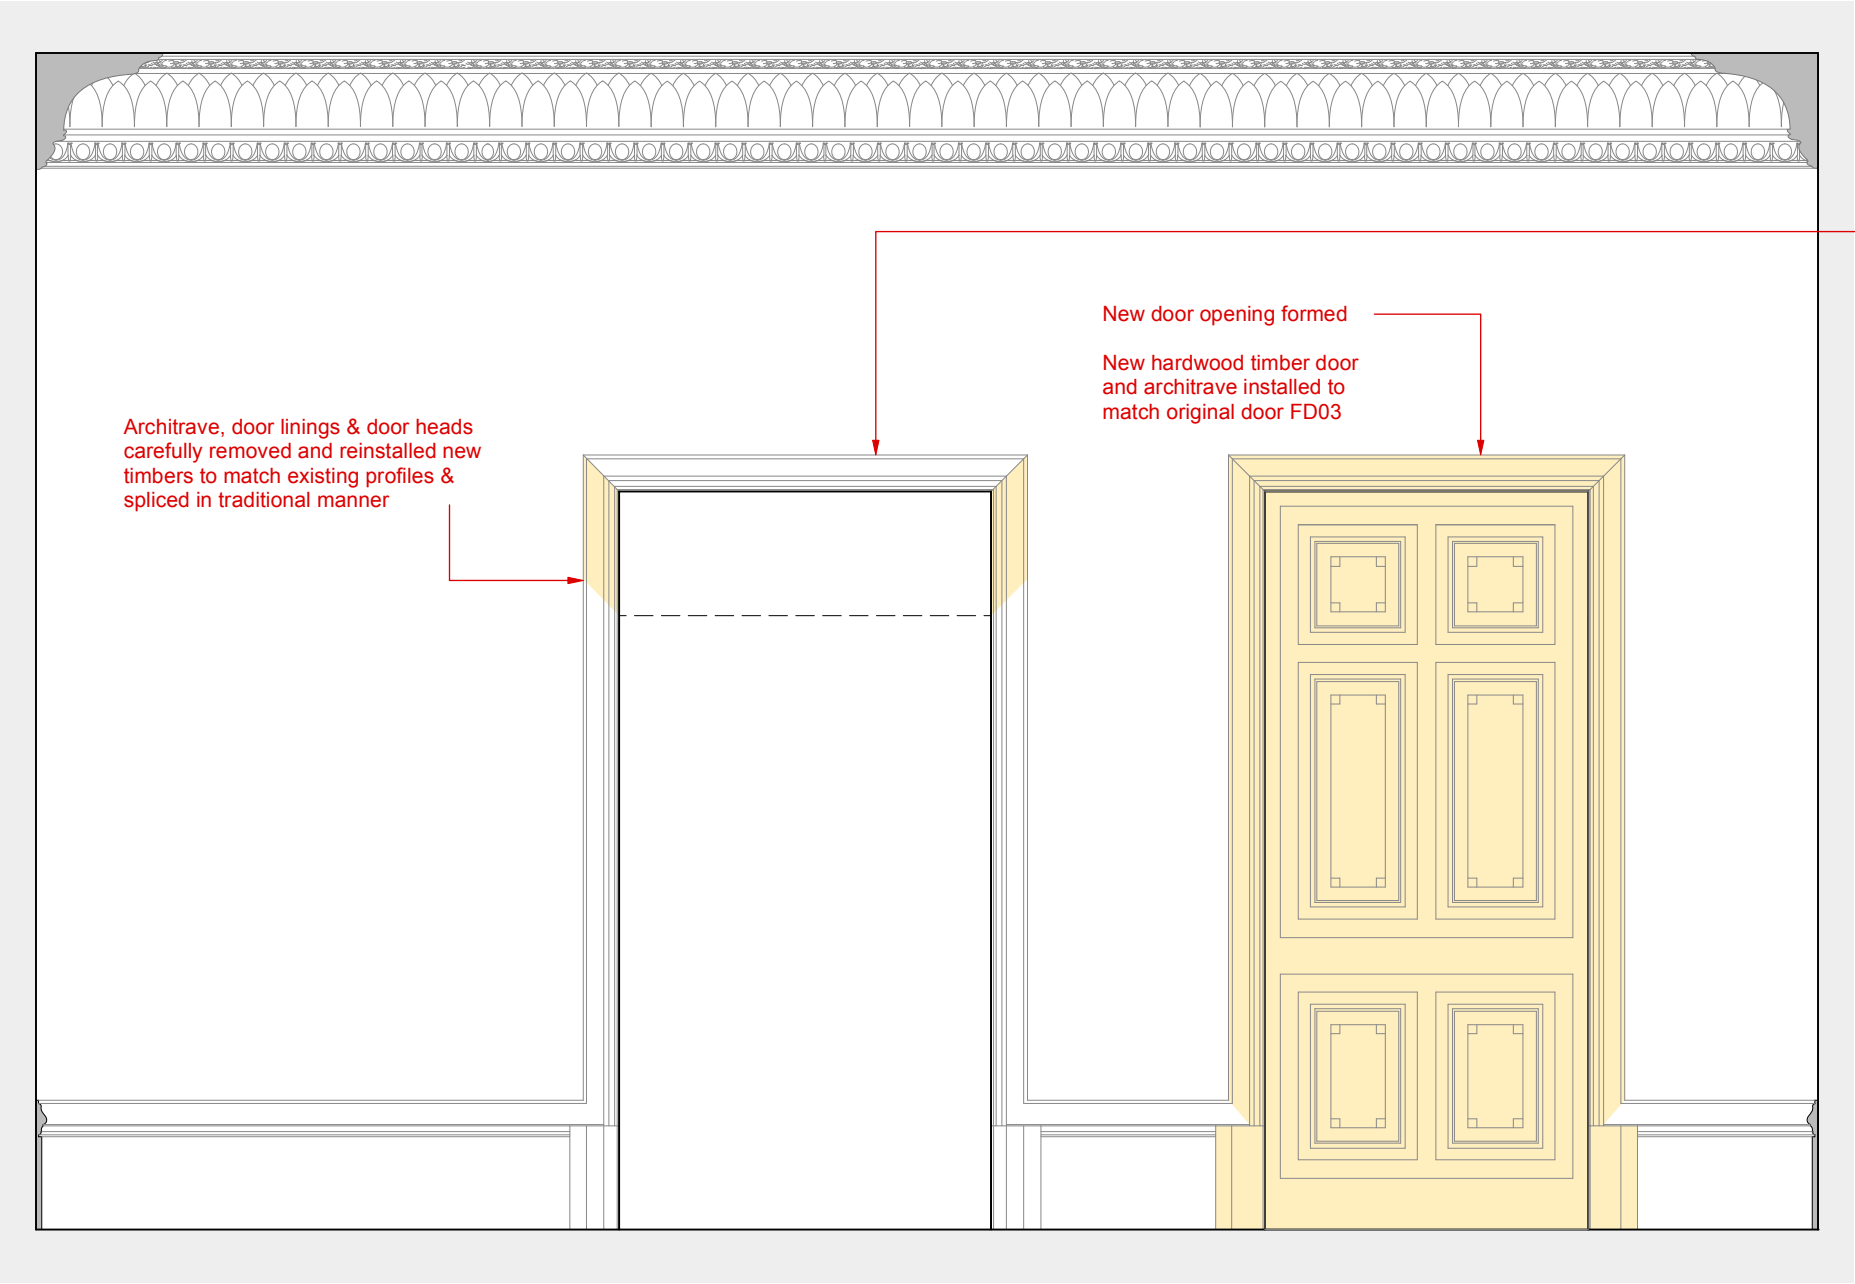 New door opening formed
New hardwood timber door
and architrave installed to
match original door FD03
Architrave, door linings & door heads
carefully removed and reinstalled new
timbers to match existing profiles &
spliced in traditional manner